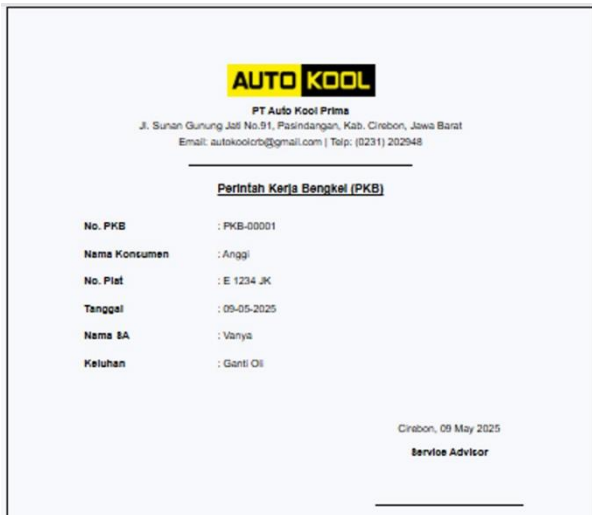 AUTO KOOL
PT Auto Kool Prima
Jl. Sunan Gunung Jati No.91, Pasindangan, Kab. Cirebon, Jawa Barat
Email: autokoolcrb@gmail.com | Telp: (0231) 202948
Perintah Kerja Bengkel (PKB)
No. PKB : PKB-00001
Nama Konsumen : Anggi
No. Plat : E 1234 JK
Tanggal : 09-05-2025
Nama SA : Vanya
Keluhan : Ganti Oli
Cirebon, 09 May 2025
Service Advisor